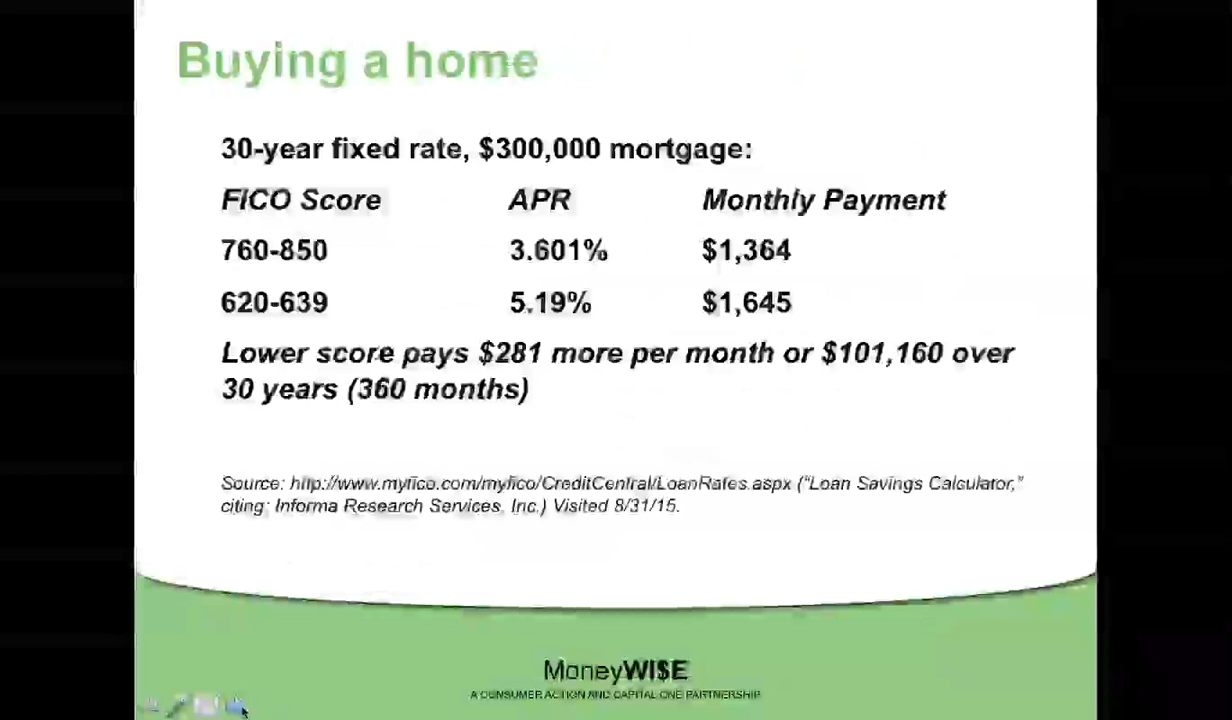 Buying a home
30-year fixed rate, $300,000 mortgage:
FICO Score APR Monthly Payment
760-850 3.601% $1,364
620-639 5.19% $1,645
Lower score pays $281 more per month or $101,160 over
30 years (360 months)
Source: http://www.myfico.com/myfico/CreditCentral/LoanRates.aspx ("Loan Savings Calculator,"
citing: Informa Research Services, Inc.) Visited 8/31/15.
MoneyWI$E
A CONSUMER ACTION AND CAPITAL ONE PARTNERSHIP